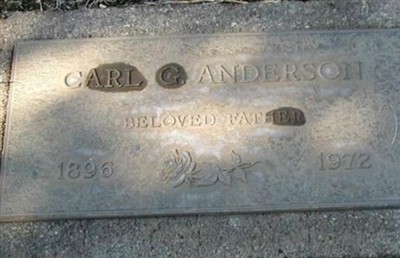 CARL G. ANDERSON
BELOVED FATHER
1896 1972